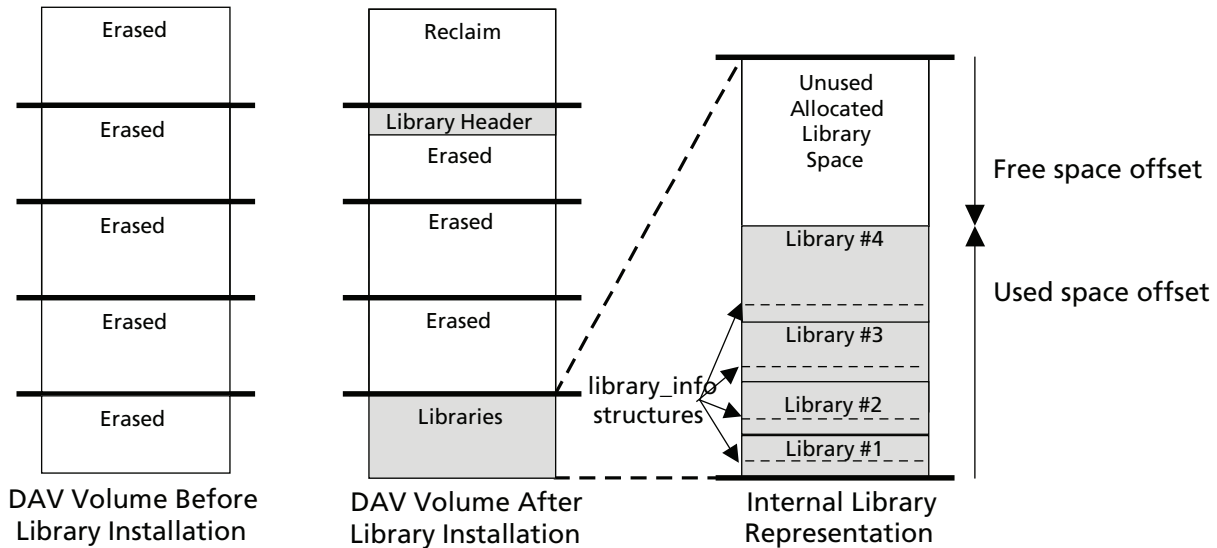 Erased
Erased
Erased
Erased
Erased
DAV Volume Before
Library Installation
Reclaim
Library Header
Erased
Erased
Erased
Libraries
DAV Volume After
Library Installation
library_info
structures
Unused
Allocated
Library
Space
Library #4
Library #3
Library #2
Library #1
Internal Library
Representation
Free space offset
Used space offset